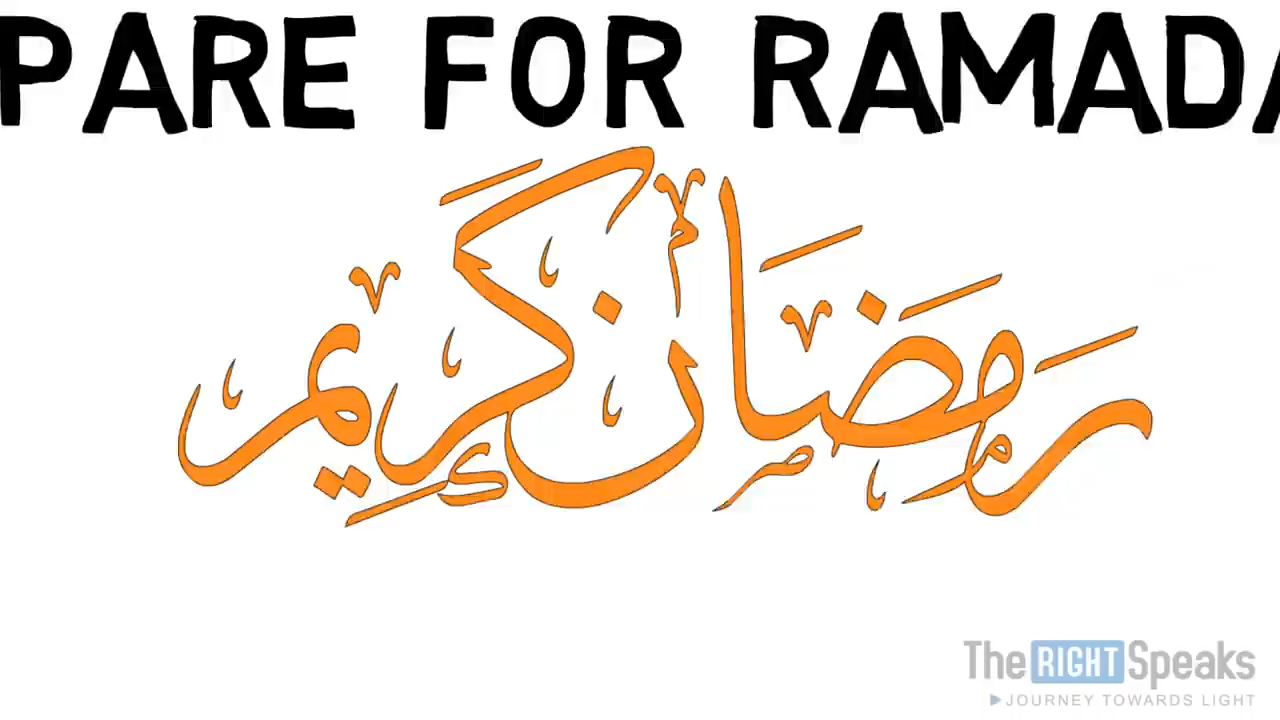 PARE FOR RAMADA
رمضان كريم
The RIGHT Speaks
JOURNEY TOWARDS LIGHT